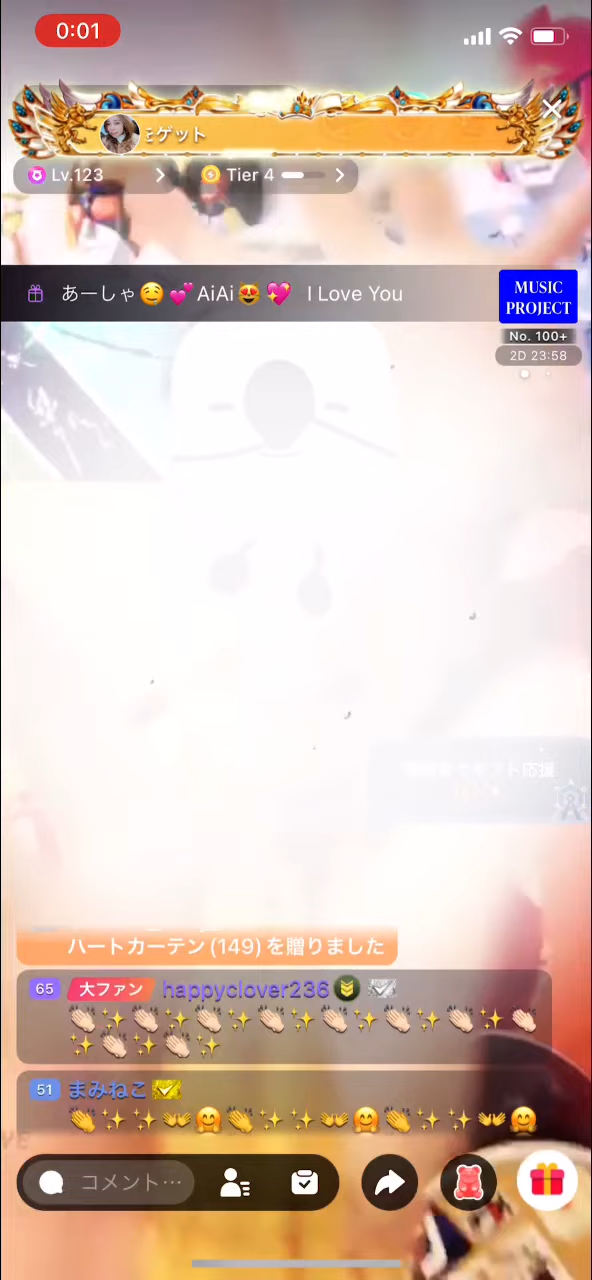 0:01
ミゲット
Lv.123
Tier 4
あーしゃ🤤💕AiAi😻💖 I Love You
MUSIC
PROJECT
No. 100+
2D 23:58
ハートカーテン (149) を贈りました
65 大ファン happyclover236
👏🏻✨👏🏻✨👏🏻✨👏🏻✨👏🏻✨👏🏻✨👏🏻✨👏🏻
✨👏🏻✨👏🏻✨
51 まみねこ
👏✨✨👐🤗👏✨✨👐🤗👏✨✨👐🤗
コメント…